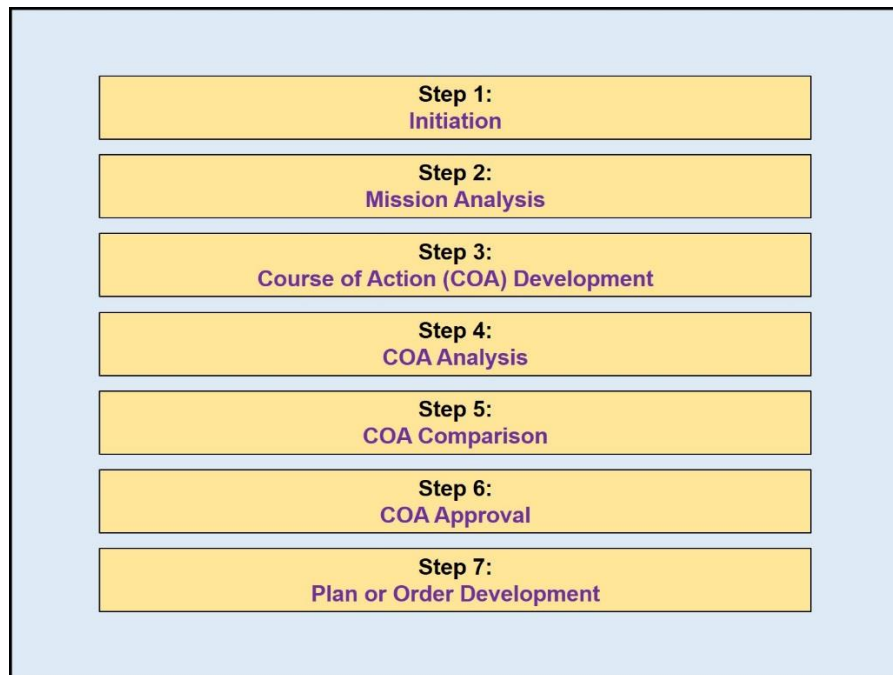 Step 1:
Initiation
Step 2:
Mission Analysis
Step 3:
Course of Action (COA) Development
Step 4:
COA Analysis
Step 5:
COA Comparison
Step 6:
COA Approval
Step 7:
Plan or Order Development